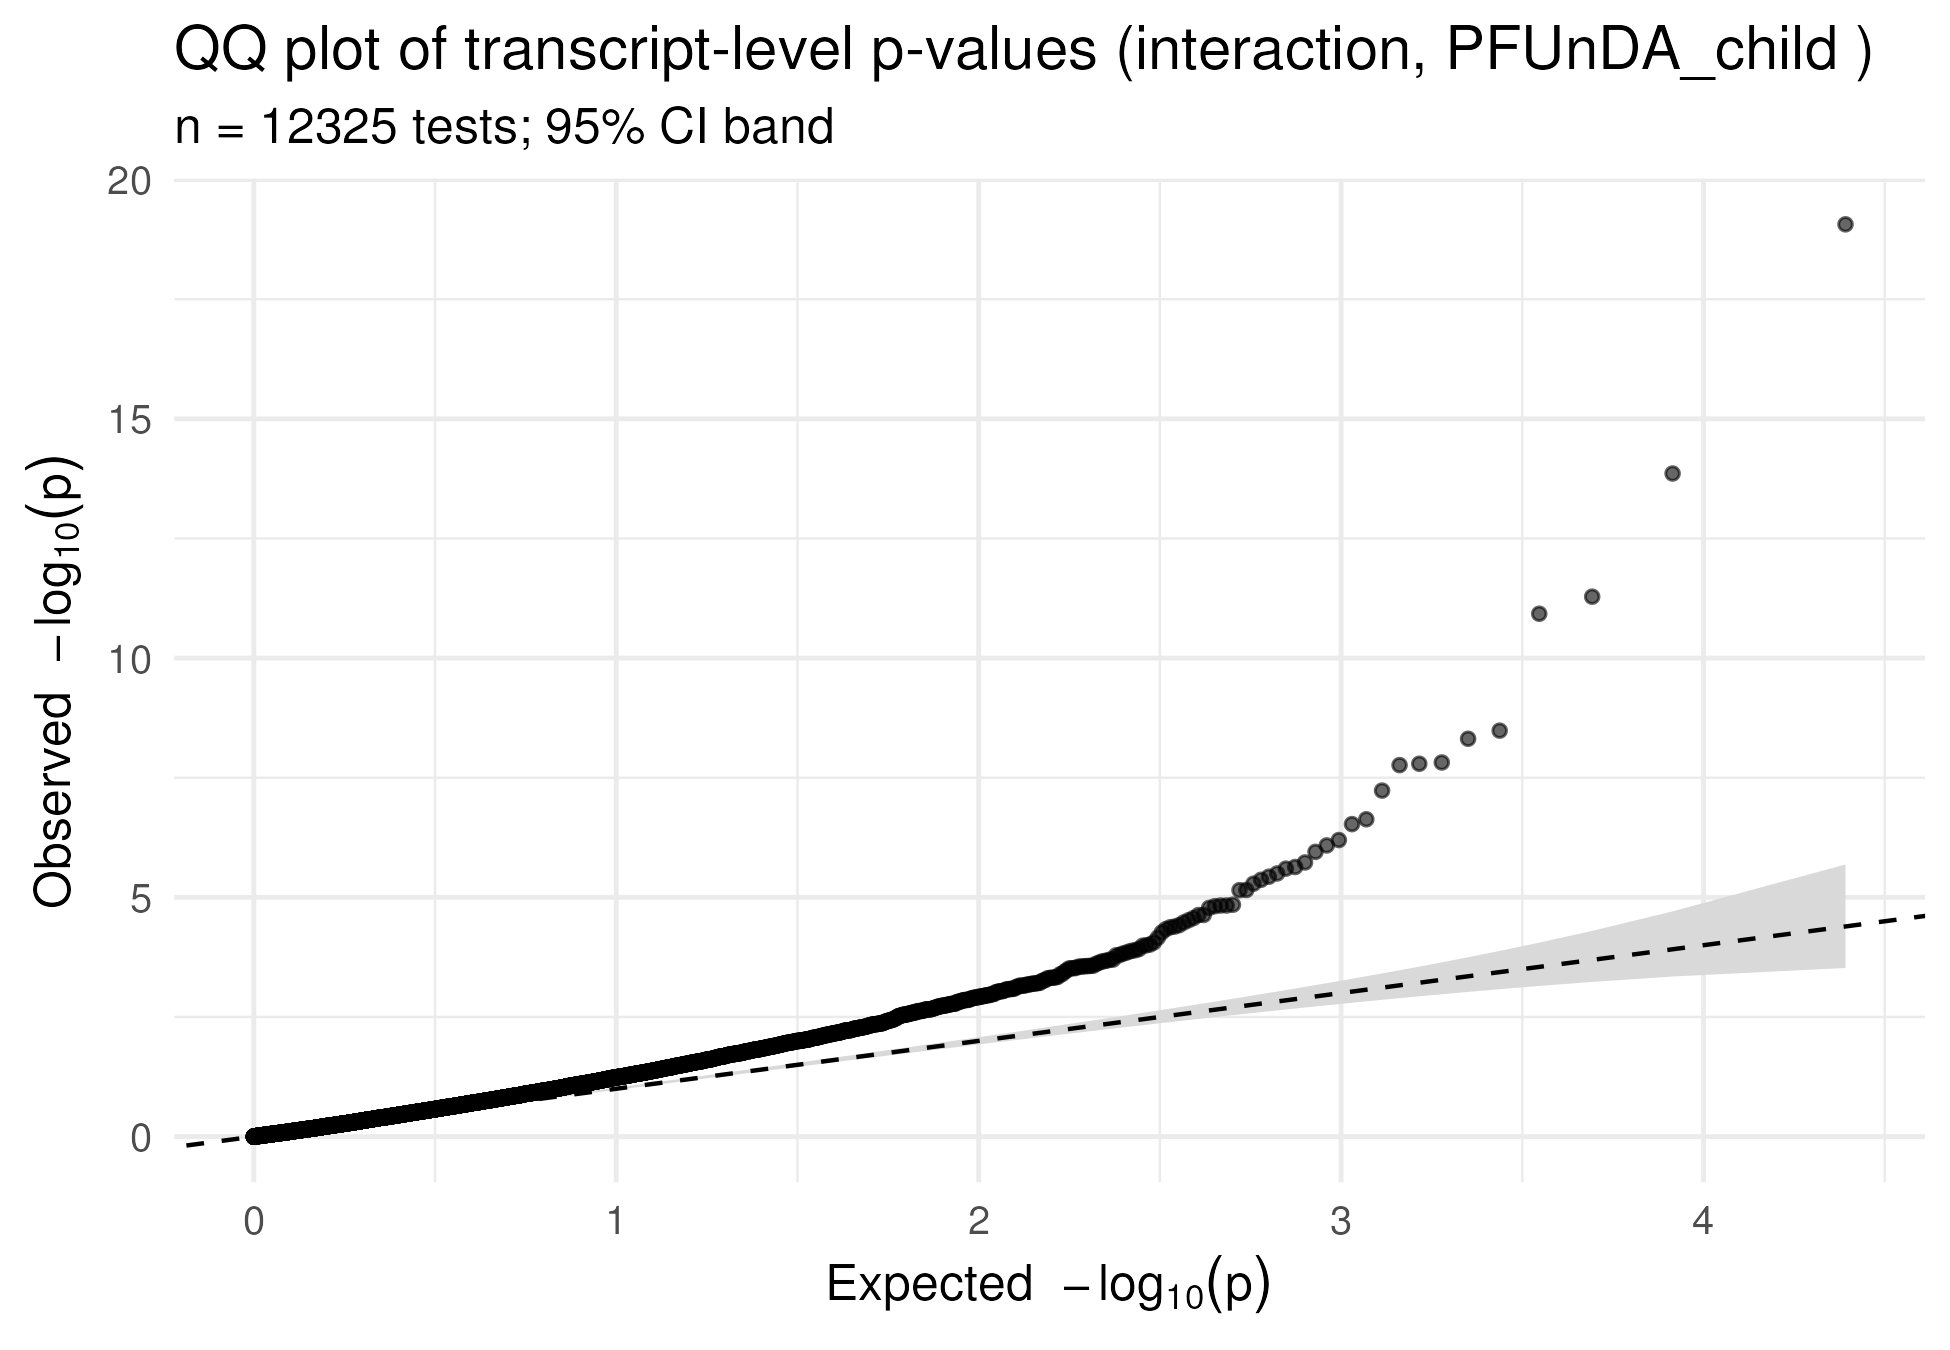 QQ plot of transcript-level p-values (interaction, PFUnDA_child )
n = 12325 tests; 95% CI band
20
15
10
5
0
Observed −log10(p)
0 1 2 3 4
Expected −log10(p)